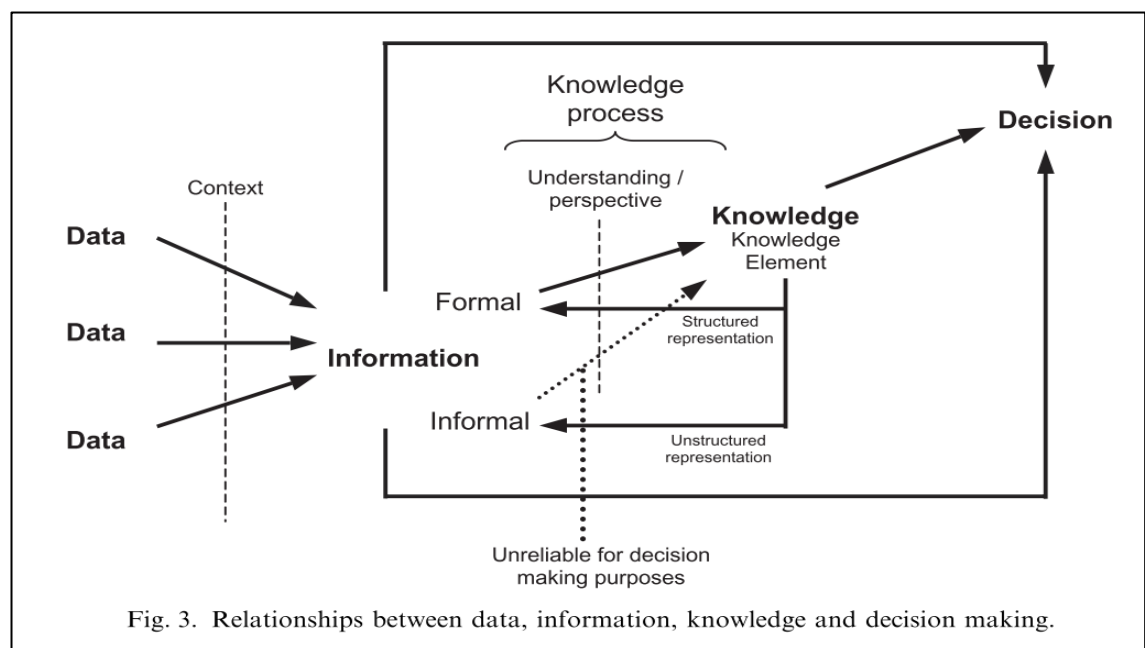 Knowledge
process
Decision
Context
Understanding /
perspective
Data
Knowledge
Knowledge
Element
Formal
Structured
representation
Data
Information
Informal
Data
Unstructured
representation
Unreliable for decision
making purposes
Fig. 3. Relationships between data, information, knowledge and decision making.